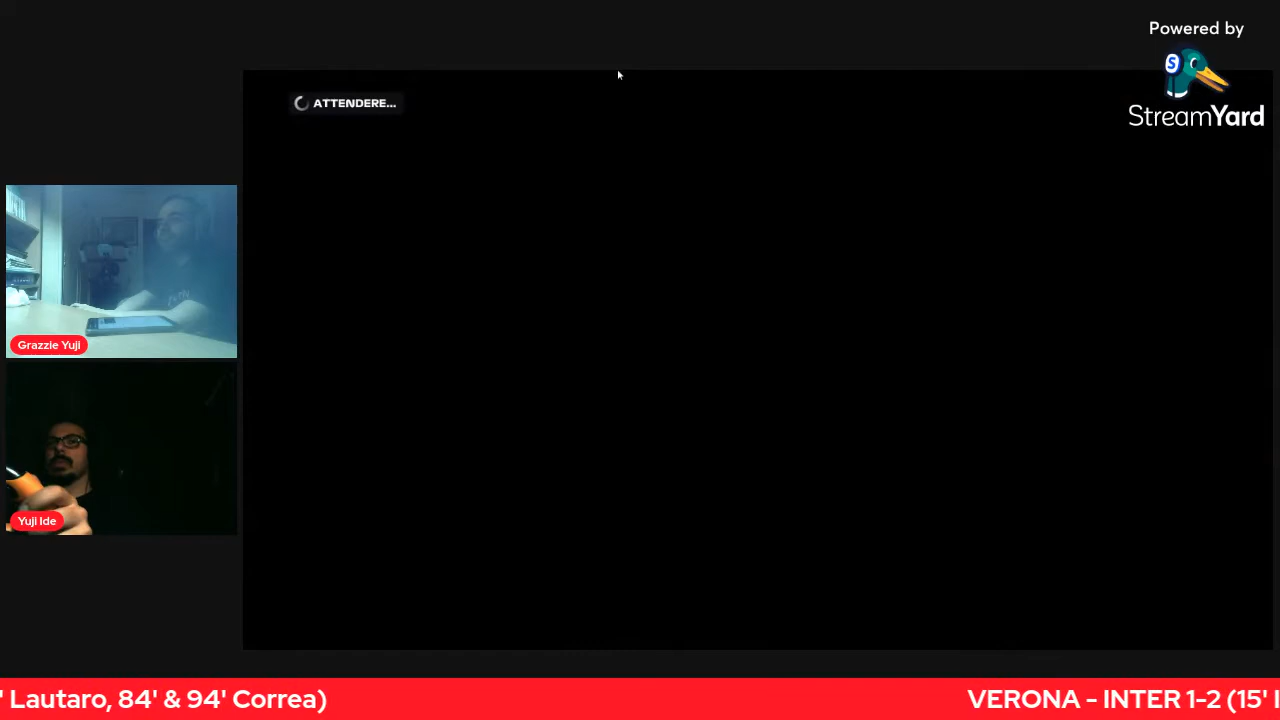 Powered by
StreamYard
ATTENDERE...
Grazzie Yuji
Yuji Ide
' Lautaro, 84' & 94' Correa)
VERONA - INTER 1-2 (15'